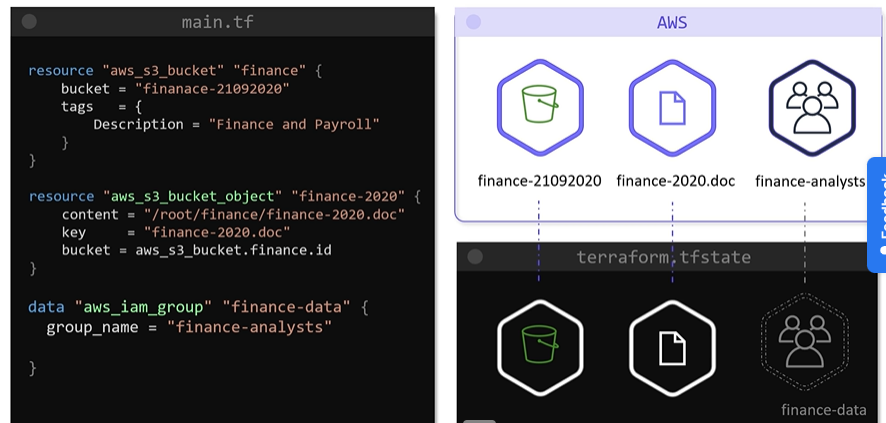 main.tf
resource "aws_s3_bucket" "finance" {
    bucket = "finanace-21092020"
    tags   = {
        Description = "Finance and Payroll"
    }
}
resource "aws_s3_bucket_object" "finance-2020" {
    content = "/root/finance/finance-2020.doc"
    key     = "finance-2020.doc"
    bucket = aws_s3_bucket.finance.id
}
data "aws_iam_group" "finance-data" {
  group_name = "finance-analysts"
}
AWS
finance-21092020
finance-2020.doc
finance-analysts
terraform.tfstate
finance-data